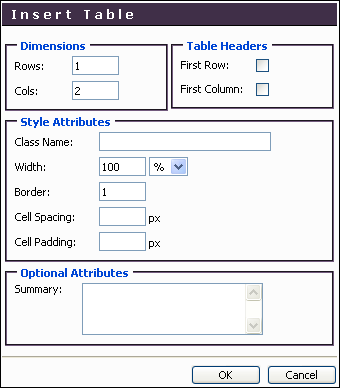 Insert Table
Dimensions
Rows: 1
Cols: 2
Table Headers
First Row:
First Column:
Style Attributes
Class Name:
Width: 100 %
Border: 1
Cell Spacing: px
Cell Padding: px
Optional Attributes
Summary:
OK Cancel